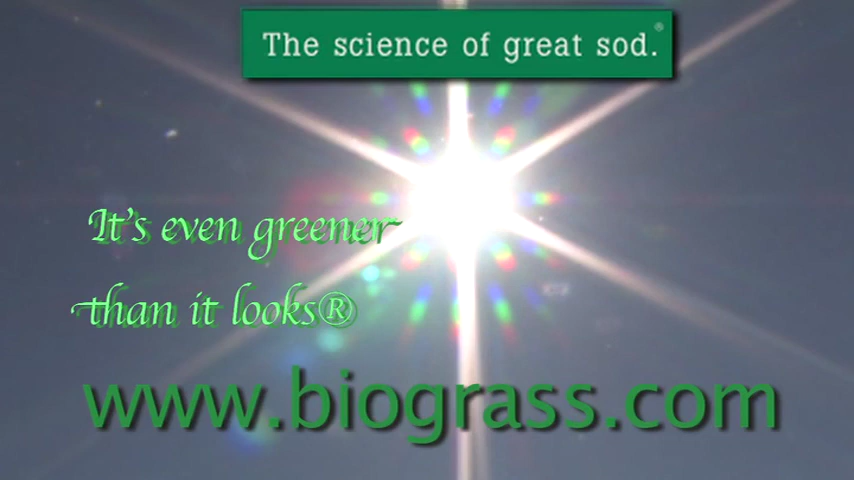 The science of great sod.®
It's even greener
than it looks®
www.biograss.com